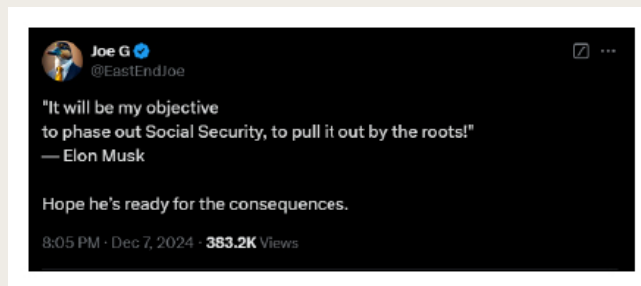 Joe G
@EastEndJoe
"It will be my objective
to phase out Social Security, to pull it out by the roots!"
— Elon Musk
Hope he's ready for the consequences.
8:05 PM · Dec 7, 2024 · 383.2K Views